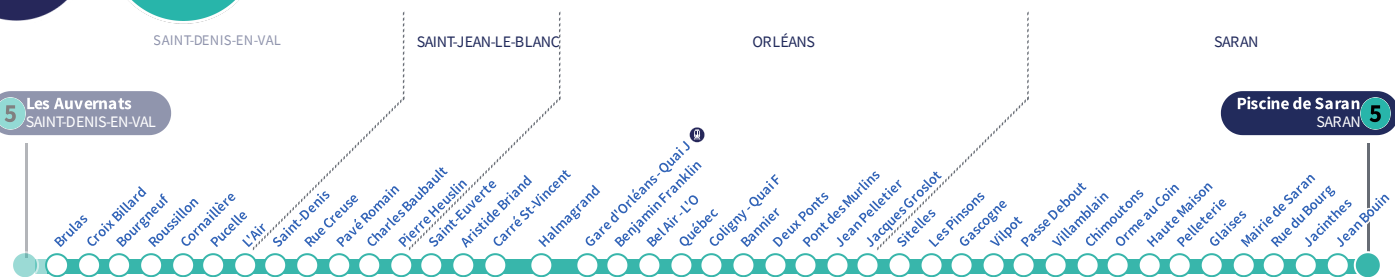 SAINT-DENIS-EN-VAL
SAINT-JEAN-LE-BLANC
ORLÉANS
SARAN
5
Les Auvernats
SAINT-DENIS-EN-VAL
Piscine de Saran
SARAN
5
Brulas
Croix Billard
Bourgneuf
Roussillon
Cornaillère
Pucelle
L'Air
Saint-Denis
Rue Creuse
Pavé Romain
Charles Baubault
Pierre Heuslin
Saint-Euverte
Aristide Briand
Carré St-Vincent
Halmagrand
Gare d'Orléans - Quai J
Benjamin Franklin
Bel Air - L'O
Québec
Coligny - Quai F
Bannier
Deux Ponts
Pont des Murlins
Jean Pelletier
Jacques Groslot
Sitelles
Les Pinsons
Gascogne
Vilpot
Passe Debout
Villamblain
Chimoutons
Orme au Coin
Haute Maison
Pelleterie
Glaises
Mairie de Saran
Rue du Bourg
Jacinthes
Jean Bouin